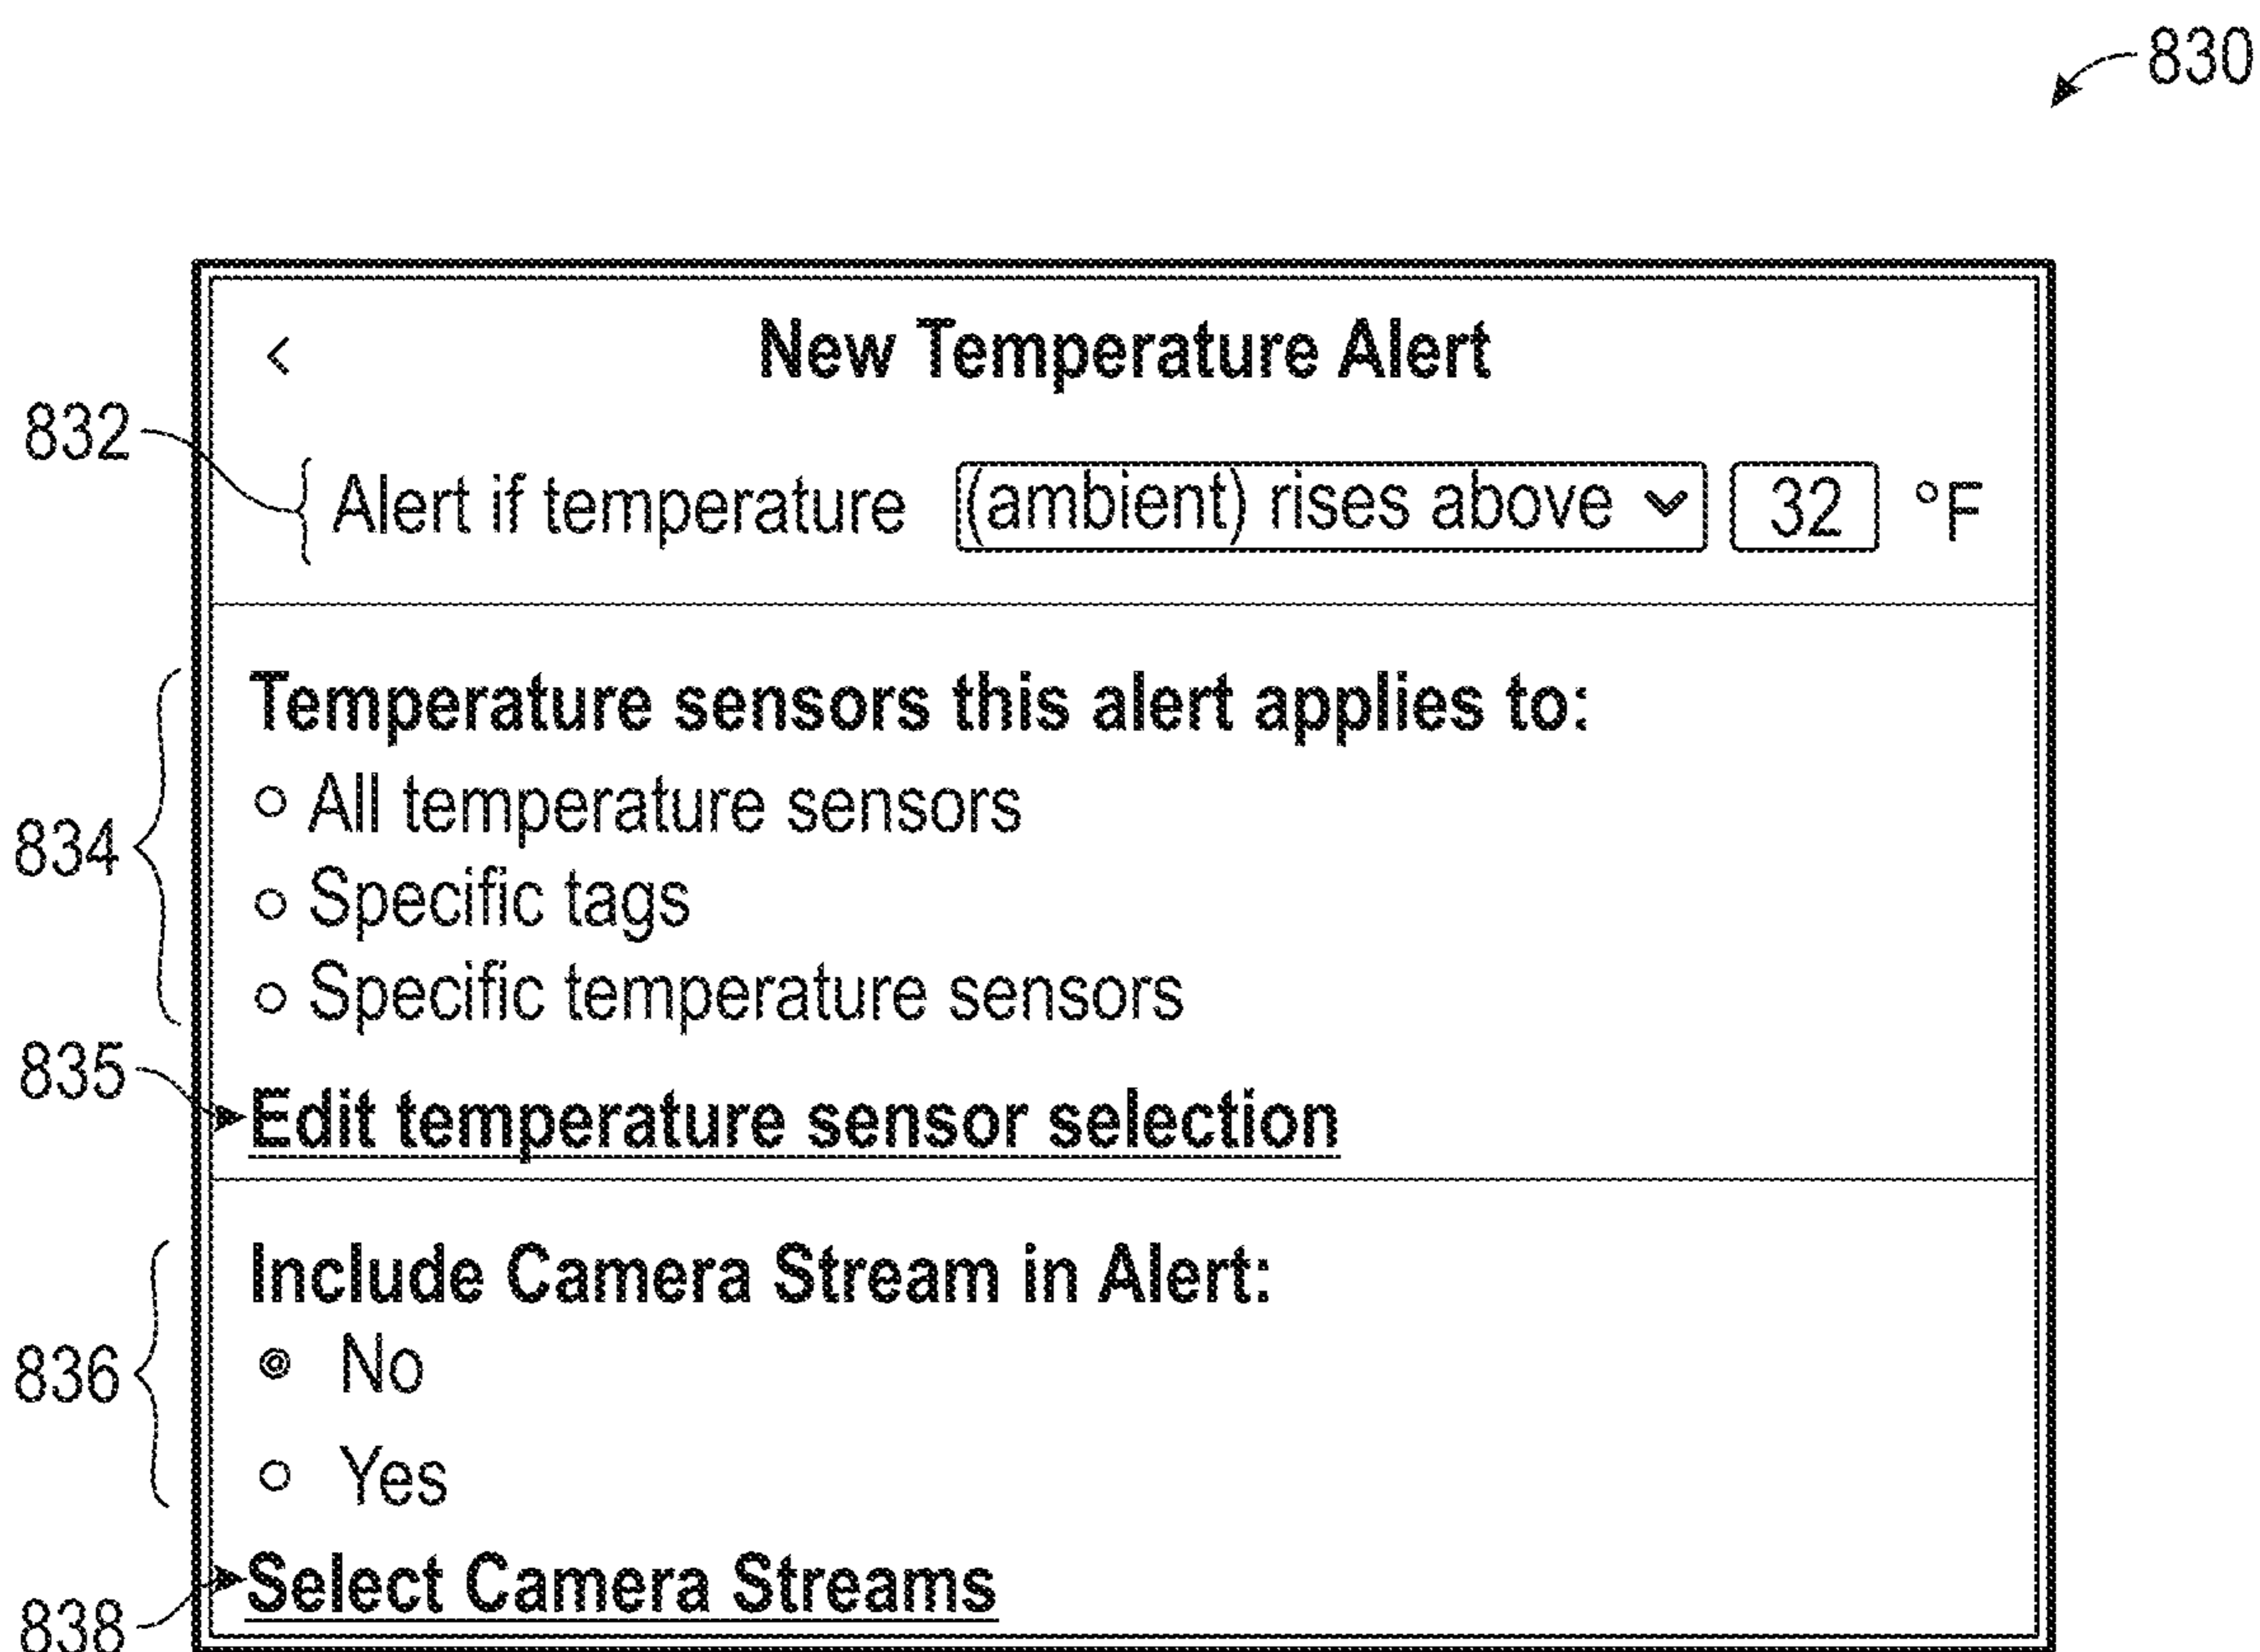 830
< New Temperature Alert
832
Alert if temperature (ambient) rises above 32 °F
Temperature sensors this alert applies to:
834
All temperature sensors
Specific tags
Specific temperature sensors
835
Edit temperature sensor selection
Include Camera Stream in Alert:
836
No
Yes
838
Select Camera Streams